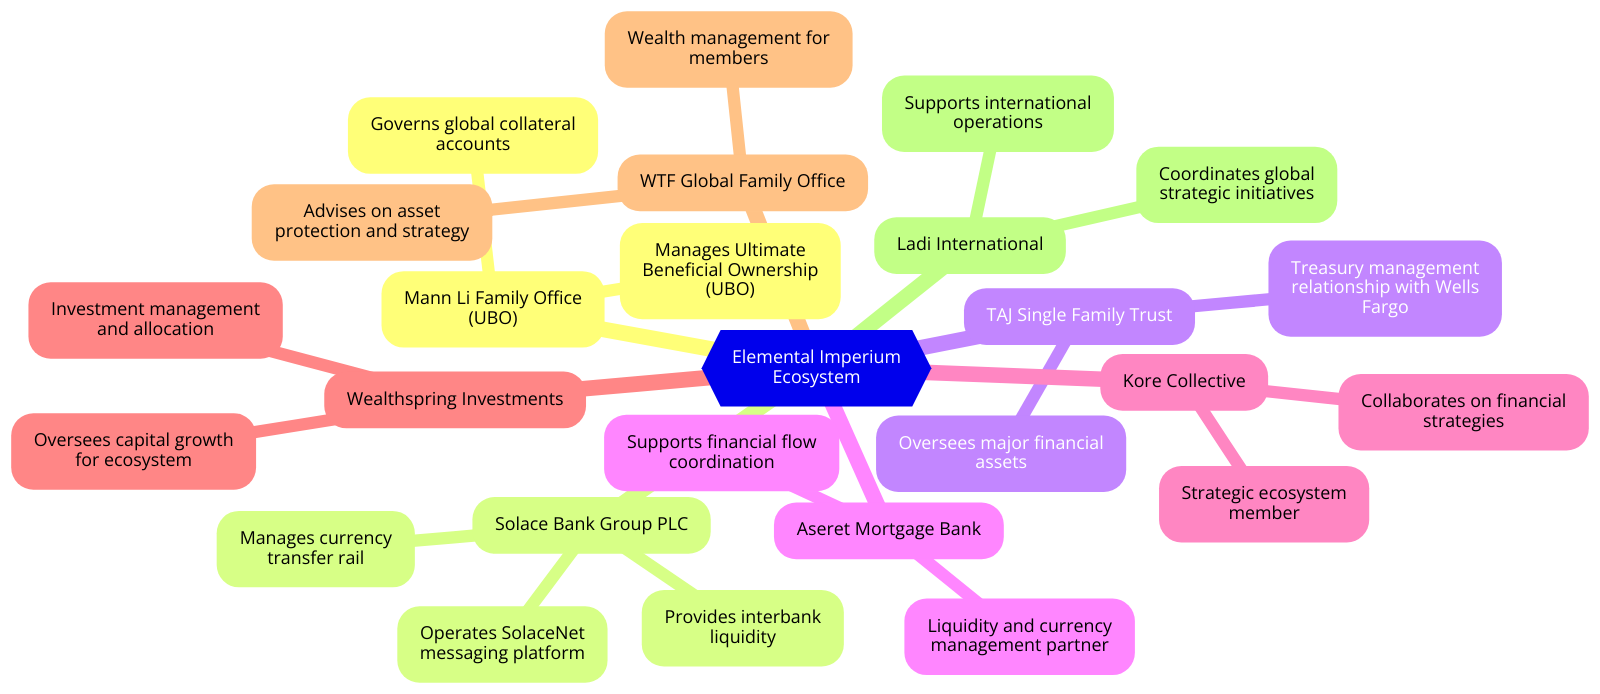 Wealth management for
members
Governs global collateral
accounts
Supports international
operations
WTF Global Family Office
Coordinates global
strategic initiatives
Advises on asset
protection and strategy
Manages Ultimate
Beneficial Ownership
(UBO)
Ladi International
Mann Li Family Office
(UBO)
Treasury management
relationship with Wells
Fargo
TAJ Single Family Trust
Investment management
and allocation
Elemental Imperium
Ecosystem
Kore Collective
Wealthspring Investments
Collaborates on financial
strategies
Oversees capital growth
for ecosystem
Supports financial flow
coordination
Oversees major financial
assets
Strategic ecosystem
member
Solace Bank Group PLC
Aseret Mortgage Bank
Manages currency
transfer rail
Operates SolaceNet
messaging platform
Provides interbank
liquidity
Liquidity and currency
management partner